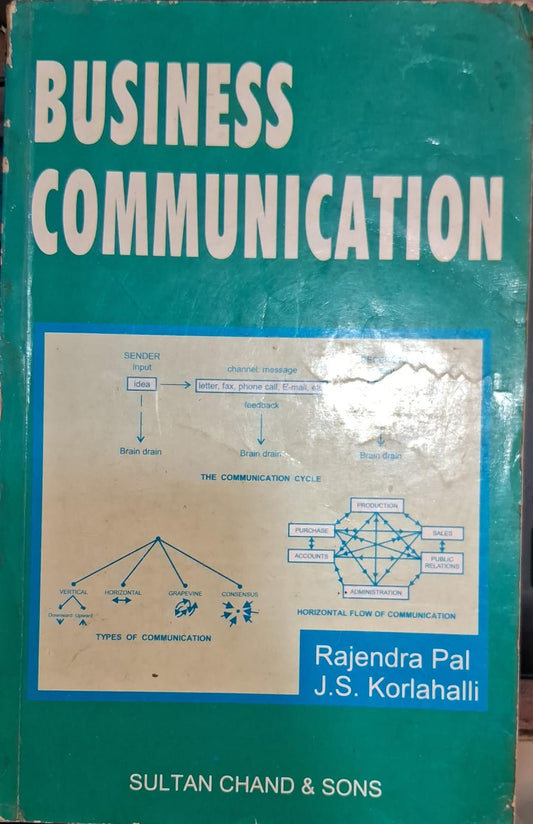 BUSINESS
COMMUNICATION
SENDER
Input
idea
channel: message
letter, fax, phone call, E-mail,
feedback
Brain drain
Brain drain
Brain drain
THE COMMUNICATION CYCLE
VERTICAL
HORIZONTAL
GRAPEVINE
CONSENSUS
Downward Upward
TYPES OF COMMUNICATION
PRODUCTION
PURCHASE
SALES
ACCOUNTS
PUBLIC
RELATIONS
ADMINISTRATION
HORIZONTAL FLOW OF COMMUNICATION
Rajendra Pal
J.S. Korlahalli
SULTAN CHAND & SONS